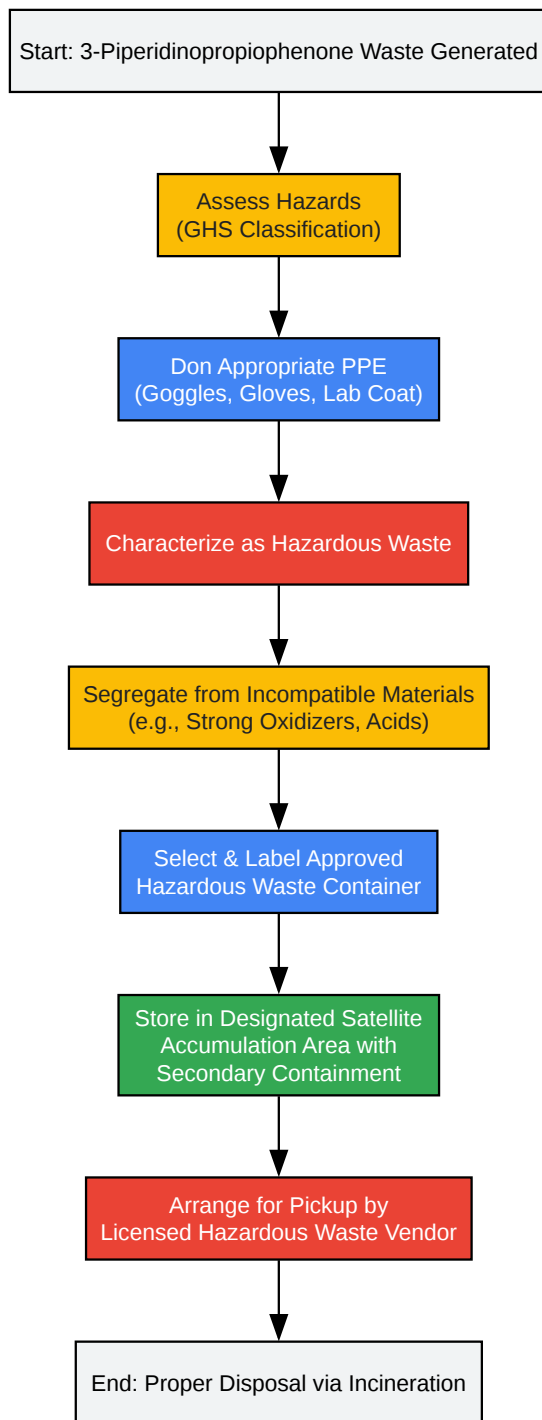 Start: 3-Piperidinopropiophenone Waste Generated
Assess Hazards
(GHS Classification)
Don Appropriate PPE
(Goggles, Gloves, Lab Coat)
Characterize as Hazardous Waste
Segregate from Incompatible Materials
(e.g., Strong Oxidizers, Acids)
Select & Label Approved
Hazardous Waste Container
Store in Designated Satellite
Accumulation Area with
Secondary Containment
Arrange for Pickup by
Licensed Hazardous Waste Vendor
End: Proper Disposal via Incineration